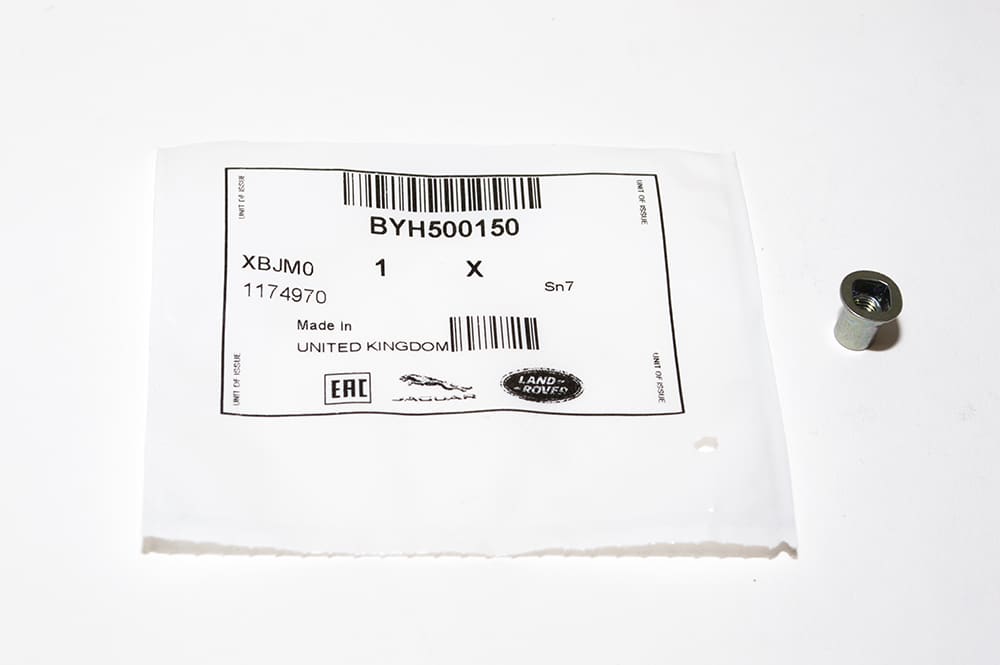 UNIT OF ISSUE
UNIT OF ISSUE
BYH500150
XBJM0 1 X
1174970 Sn7
Made In
UNITED KINGDOM
UNIT OF ISSUE
UNIT OF ISSUE
EAC JAGUAR LAND-
-ROVER